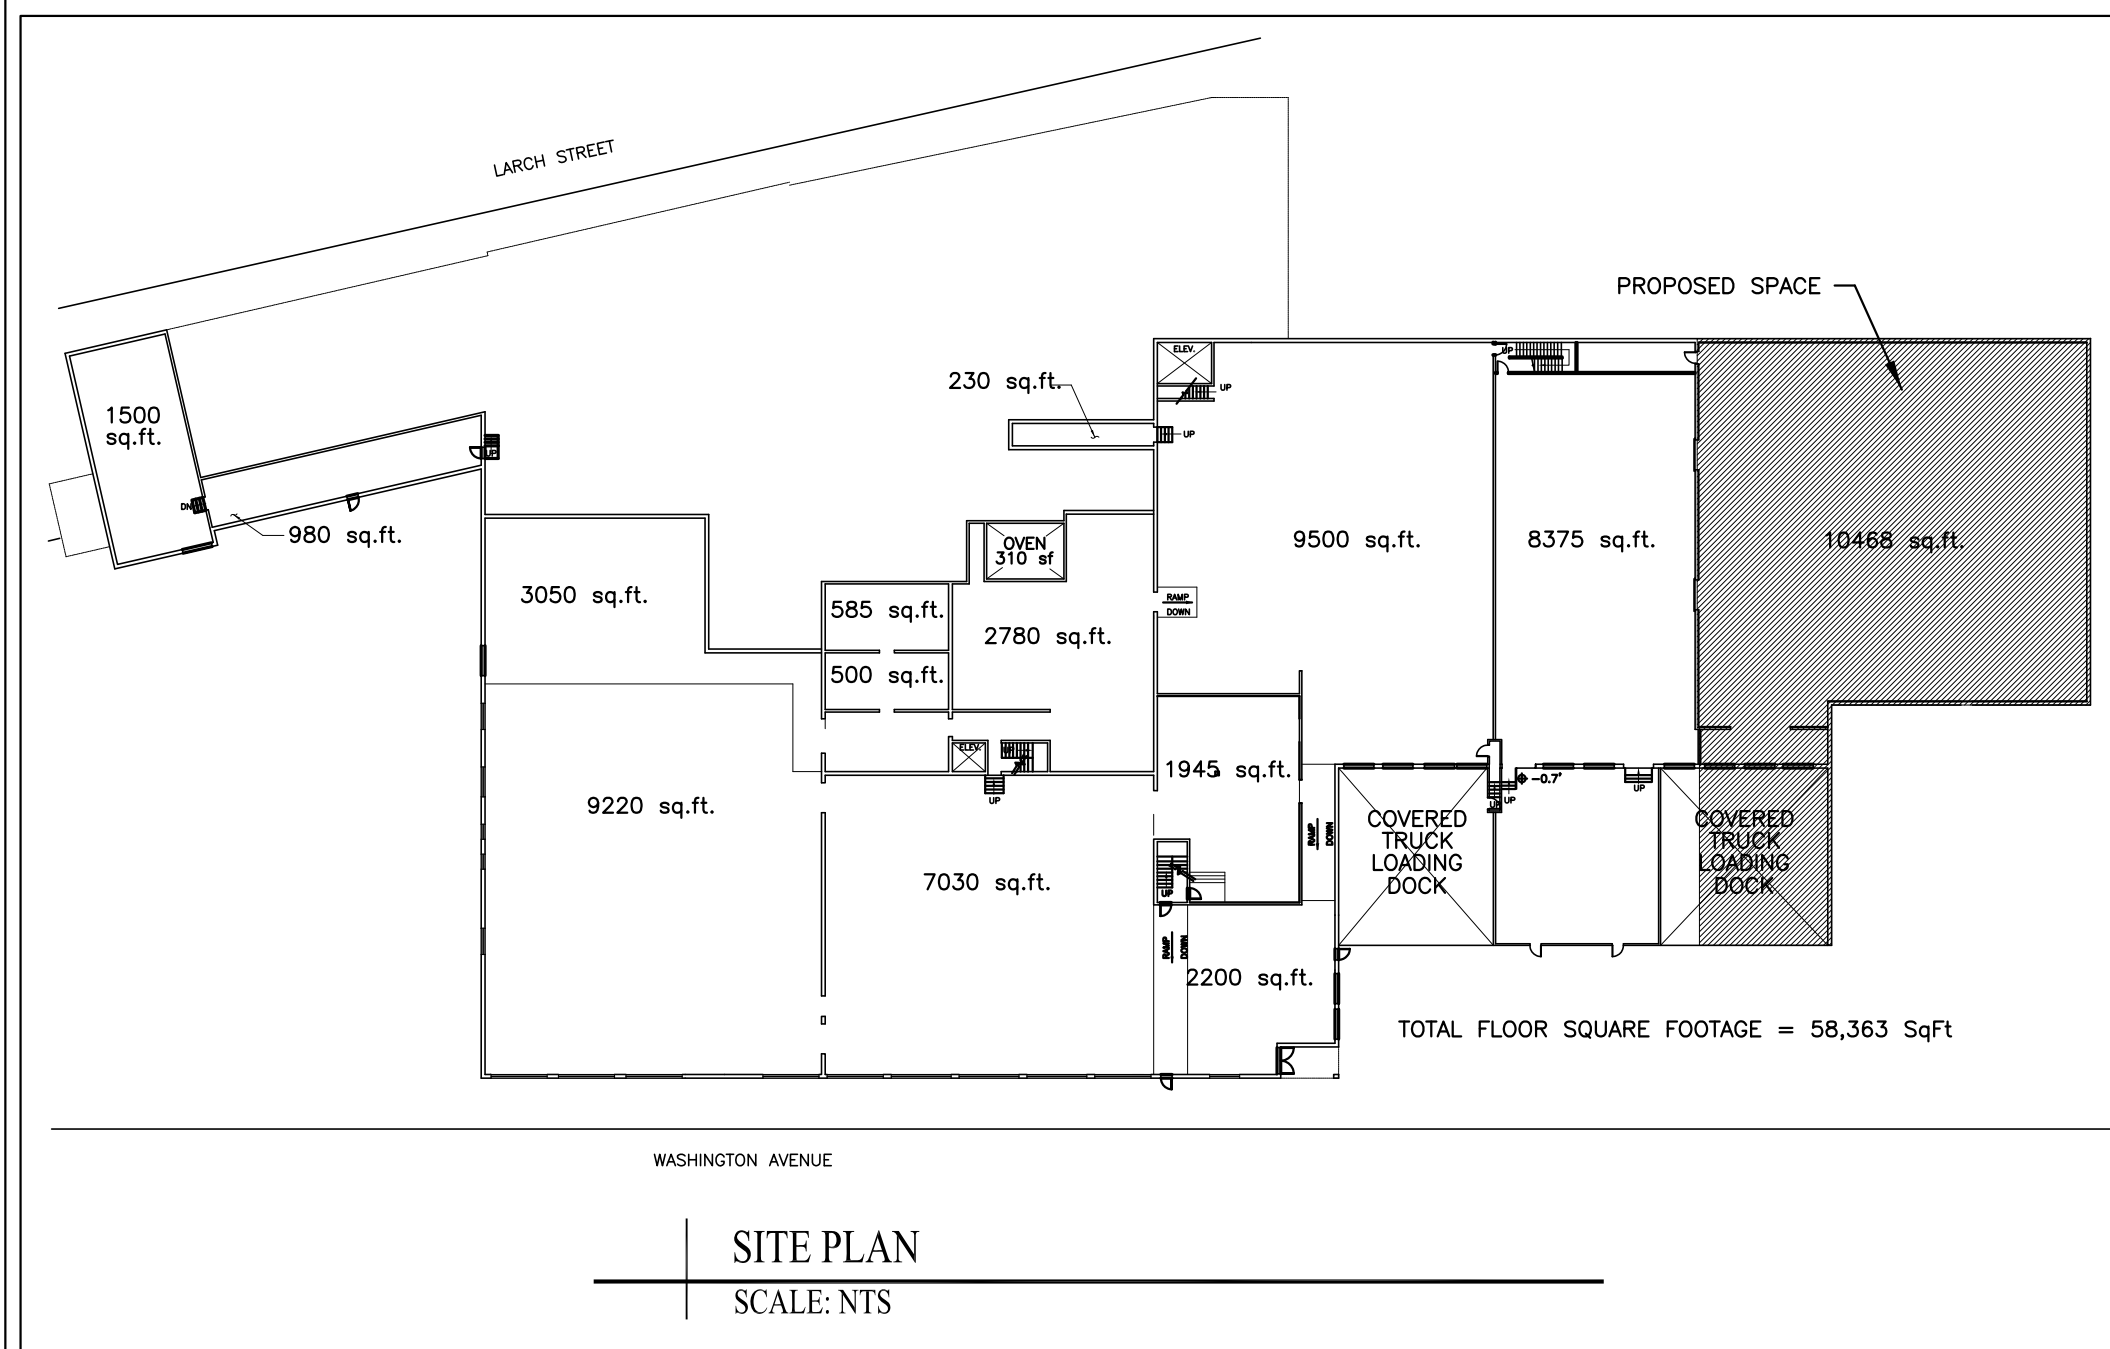 LARCH STREET
PROPOSED SPACE
ELEV.
UP
UP
230 sq.ft.
1500
sq.ft.
UP
UP
DN
980 sq.ft.
OVEN
310 sf
9500 sq.ft.
8375 sq.ft.
10468 sq.ft.
3050 sq.ft.
585 sq.ft.
RAMP
DOWN
2780 sq.ft.
500 sq.ft.
ELEV.
UP
1945 sq.ft.
-0.7'
9220 sq.ft.
UP
UP
UP
UP
COVERED
TRUCK
LOADING
DOCK
COVERED
TRUCK
LOADING
DOCK
RAMP
DOWN
7030 sq.ft.
UP
RAMP
DOWN
2200 sq.ft.
TOTAL FLOOR SQUARE FOOTAGE = 58,363 SqFt
WASHINGTON AVENUE
SITE PLAN
SCALE: NTS